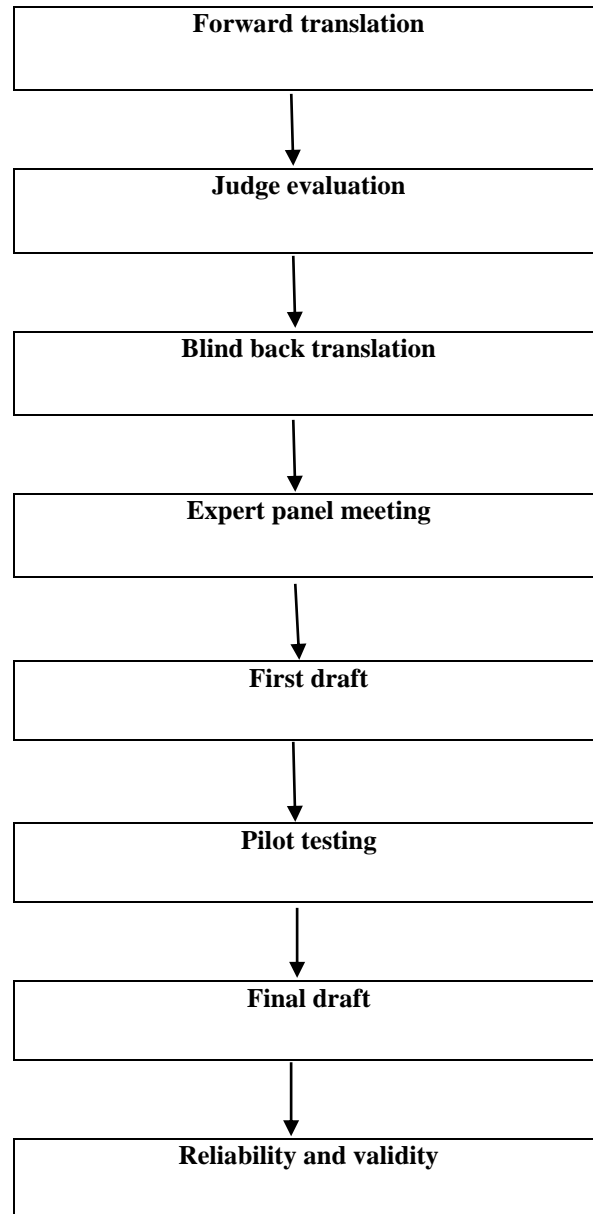 Forward translation
Judge evaluation
Blind back translation
Expert panel meeting
First draft
Pilot testing
Final draft
Reliability and validity